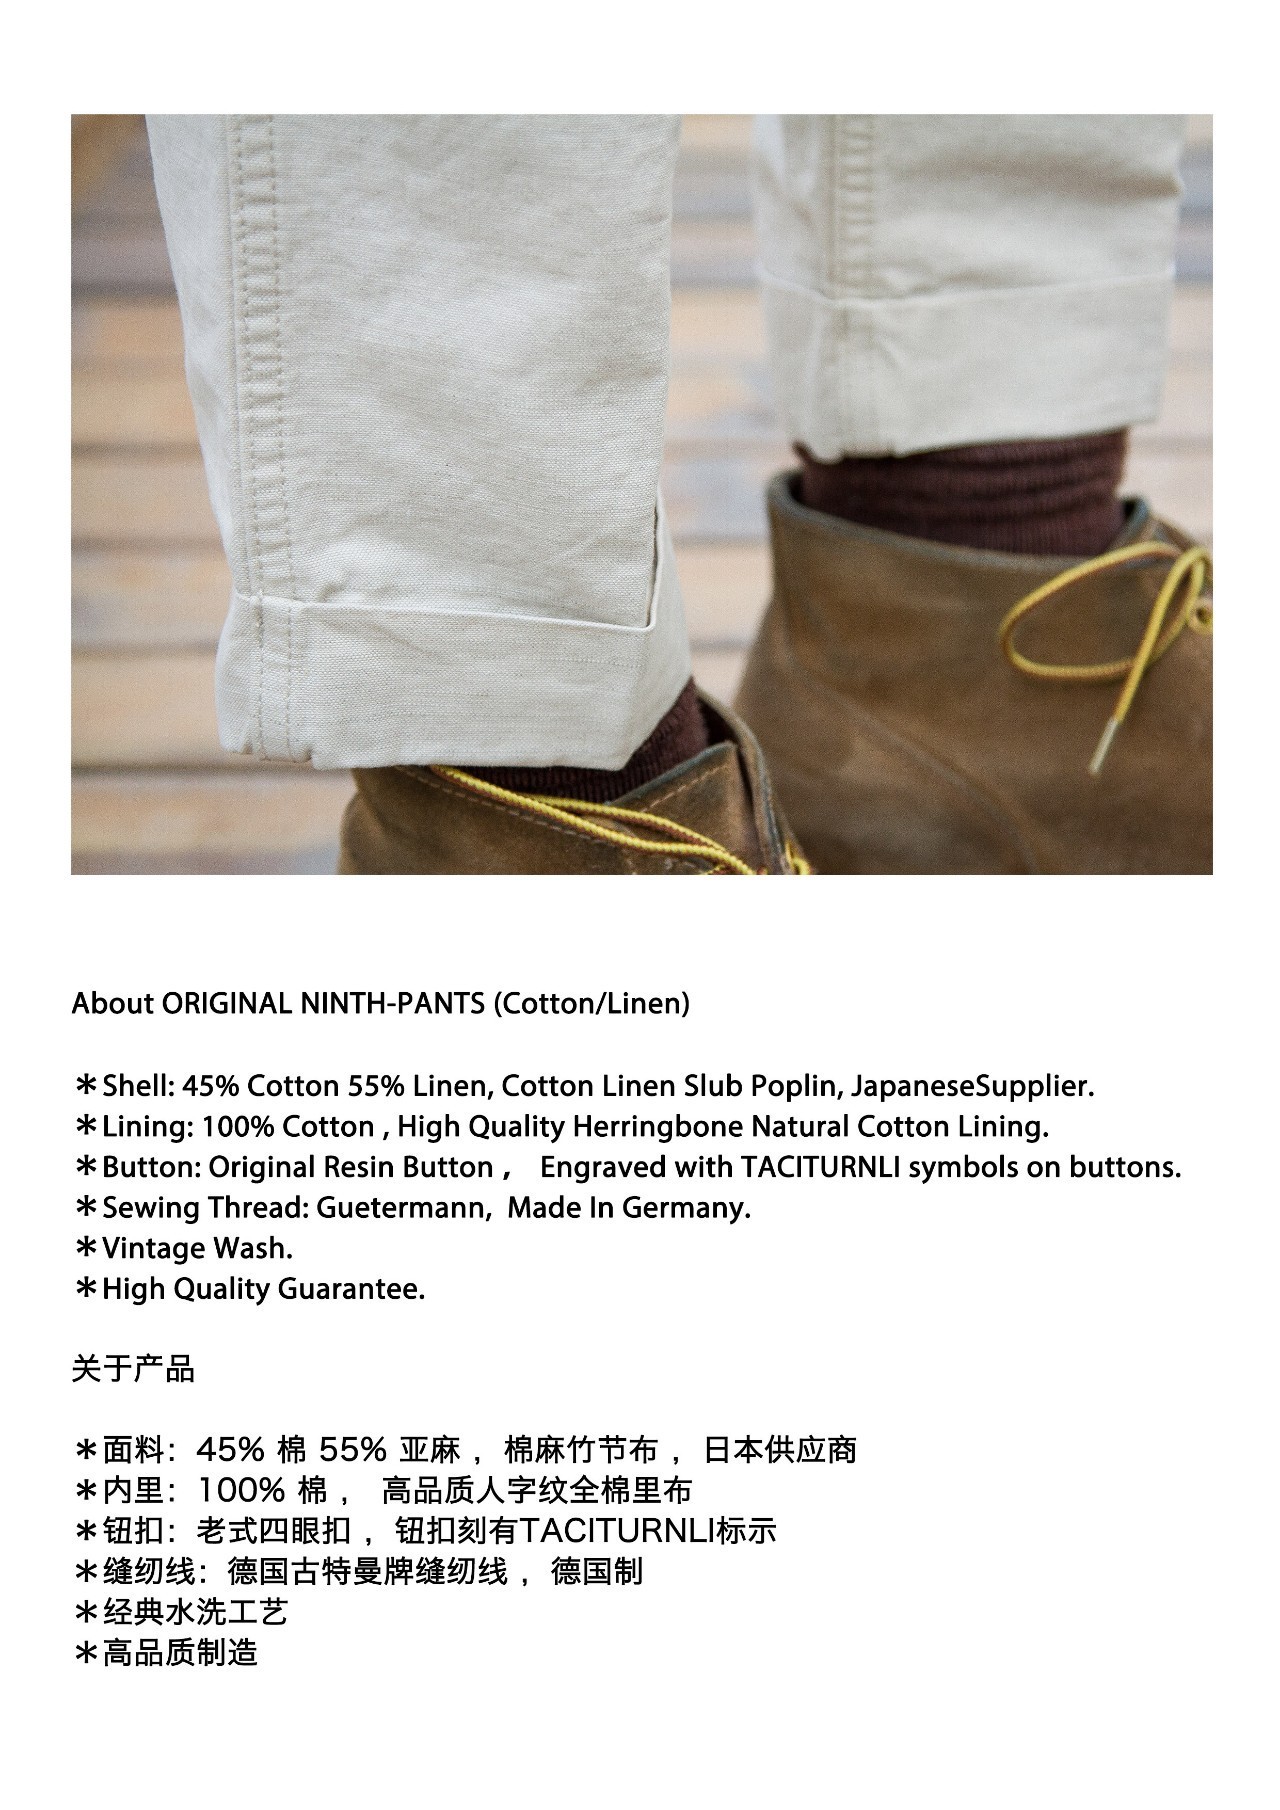 About ORIGINAL NINTH-PANTS (Cotton/Linen)
＊Shell: 45% Cotton 55% Linen, Cotton Linen Slub Poplin, JapaneseSupplier.
＊Lining: 100% Cotton , High Quality Herringbone Natural Cotton Lining.
＊Button: Original Resin Button ,   Engraved with TACITURNLI symbols on buttons.
＊Sewing Thread: Guetermann,  Made In Germany.
＊Vintage Wash.
＊High Quality Guarantee.
关于产品
＊面料：45% 棉 55% 亚麻 ，棉麻竹节布 ，日本供应商
＊内里：100% 棉 ， 高品质人字纹全棉里布
＊钮扣：老式四眼扣 ，钮扣刻有TACITURNLI标示
＊缝纫线：德国古特曼牌缝纫线 ，德国制
＊经典水洗工艺
＊高品质制造